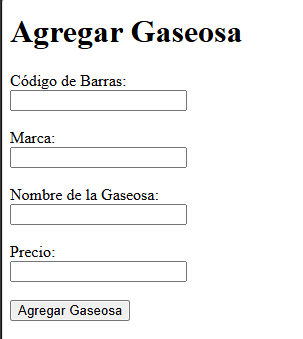 Agregar Gaseosa
Código de Barras:
Marca:
Nombre de la Gaseosa:
Precio:
Agregar Gaseosa